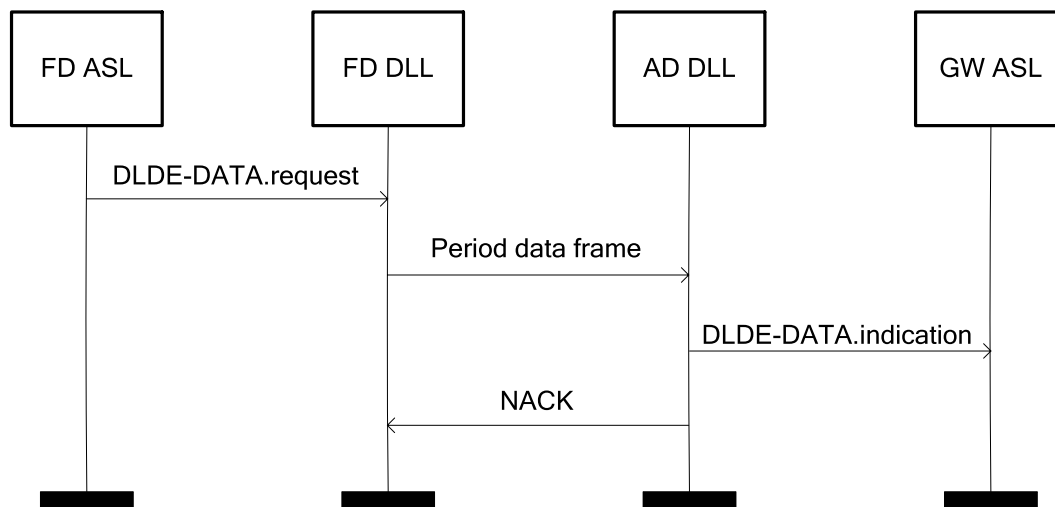 FD ASL
FD DLL
AD DLL
GW ASL
DLDE-DATA.request
Period data frame
DLDE-DATA.indication
NACK